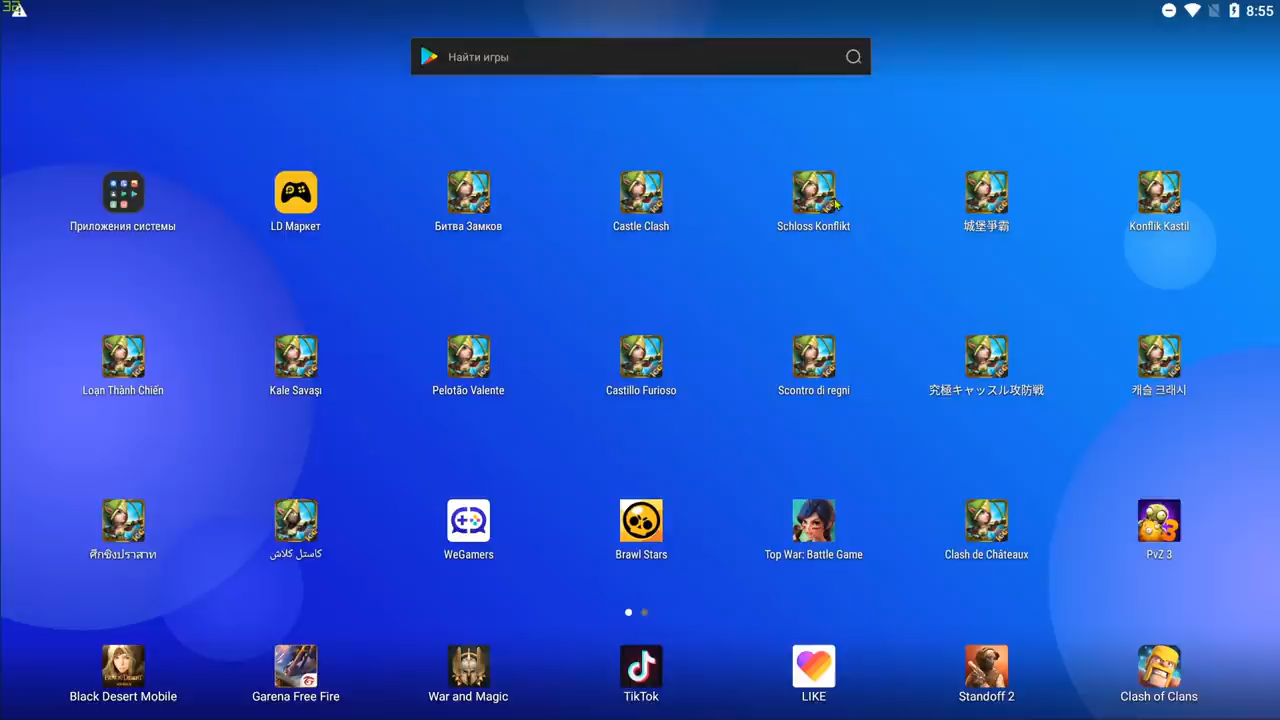 32
8:55
Найти игры
Приложения системы
LD Маркет
Битва Замков
Castle Clash
Schloss Konflikt
城堡爭霸
Konflik Kastil
Loạn Thành Chiến
Kale Savaşı
Pelotão Valente
Castillo Furioso
Scontro di regni
究極キャッスル攻防戦
캐슬 크래시
ศึกชิงปราสาท
كاستل كلاش
WeGamers
Brawl Stars
Top War: Battle Game
Clash de Châteaux
PvZ 3
Black Desert Mobile
Garena Free Fire
War and Magic
TikTok
LIKE
Standoff 2
Clash of Clans